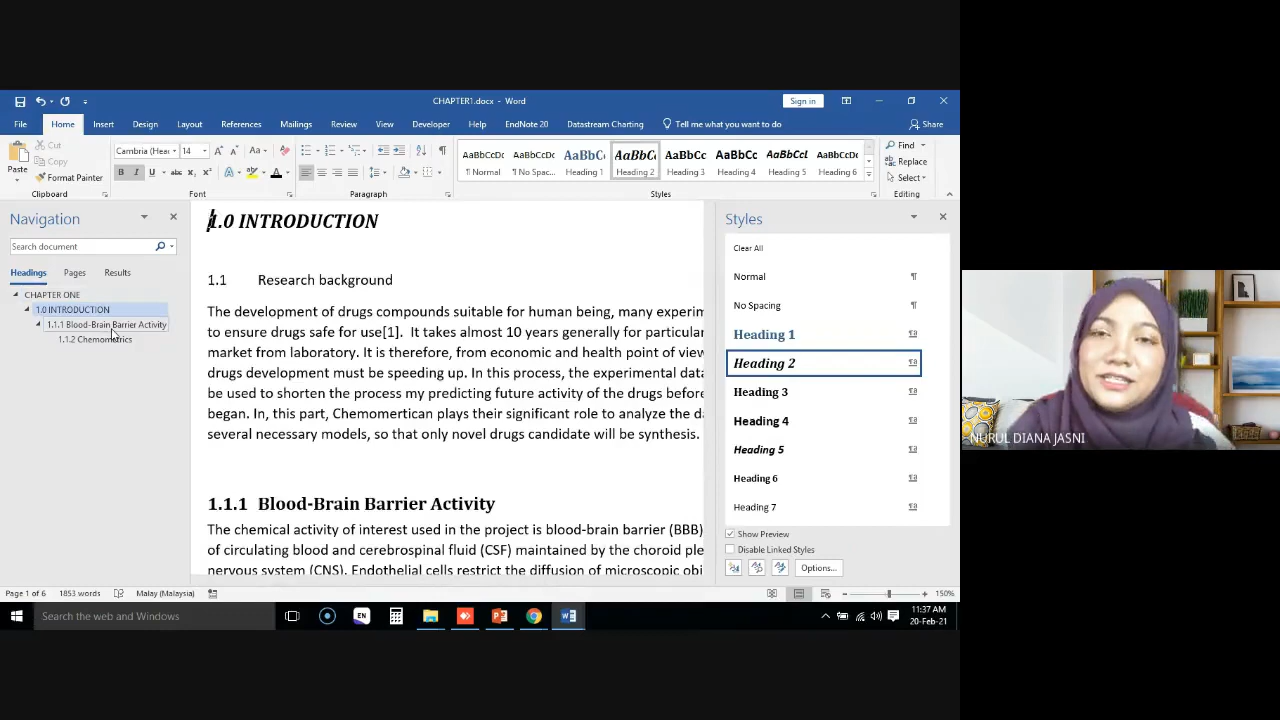 CHAPTER1.docx - Word
Sign in
File Home Insert Design Layout References Mailings Review View Developer Help EndNote 20 Datastream Charting Tell me what you want to do Share
Cut
Copy
Format Painter
Paste
Clipboard
Cambria (Hea 14
Font
Paragraph
AaBbCcDc AaBbCcDc AaBbC AaBbC AaBbCc AaBbCc AaBbCcL AaBbCcDc
¶ Normal ¶ No Spac... Heading 1 Heading 2 Heading 3 Heading 4 Heading 5 Heading 6
Styles
Find
Replace
Select
Editing
Navigation
Search document
Headings Pages Results
CHAPTER ONE
1.0 INTRODUCTION
1.1.1 Blood-Brain Barrier Activity
1.1.2 Chemometrics
1.0 INTRODUCTION
1.1 Research background
The development of drugs compounds suitable for human being, many experim
to ensure drugs safe for use[1]. It takes almost 10 years generally for particular
market from laboratory. It is therefore, from economic and health point of view
drugs development must be speeding up. In this process, the experimental data
be used to shorten the process my predicting future activity of the drugs before
began. In, this part, Chemomertican plays their significant role to analyze the da
several necessary models, so that only novel drugs candidate will be synthesis.
1.1.1 Blood-Brain Barrier Activity
The chemical activity of interest used in the project is blood-brain barrier (BBB)
of circulating blood and cerebrospinal fluid (CSF) maintained by the choroid ple
nervous system (CNS). Endothelial cells restrict the diffusion of microscopic obj
Styles
Clear All
Normal
No Spacing
Heading 1
Heading 2
Heading 3
Heading 4
Heading 5
Heading 6
Heading 7
Show Preview
Disable Linked Styles
Options...
NURUL DIANA JASNI
Page 1 of 6 1853 words Malay (Malaysia) 150%
Search the web and Windows
EN
11:37 AM
20-Feb-21